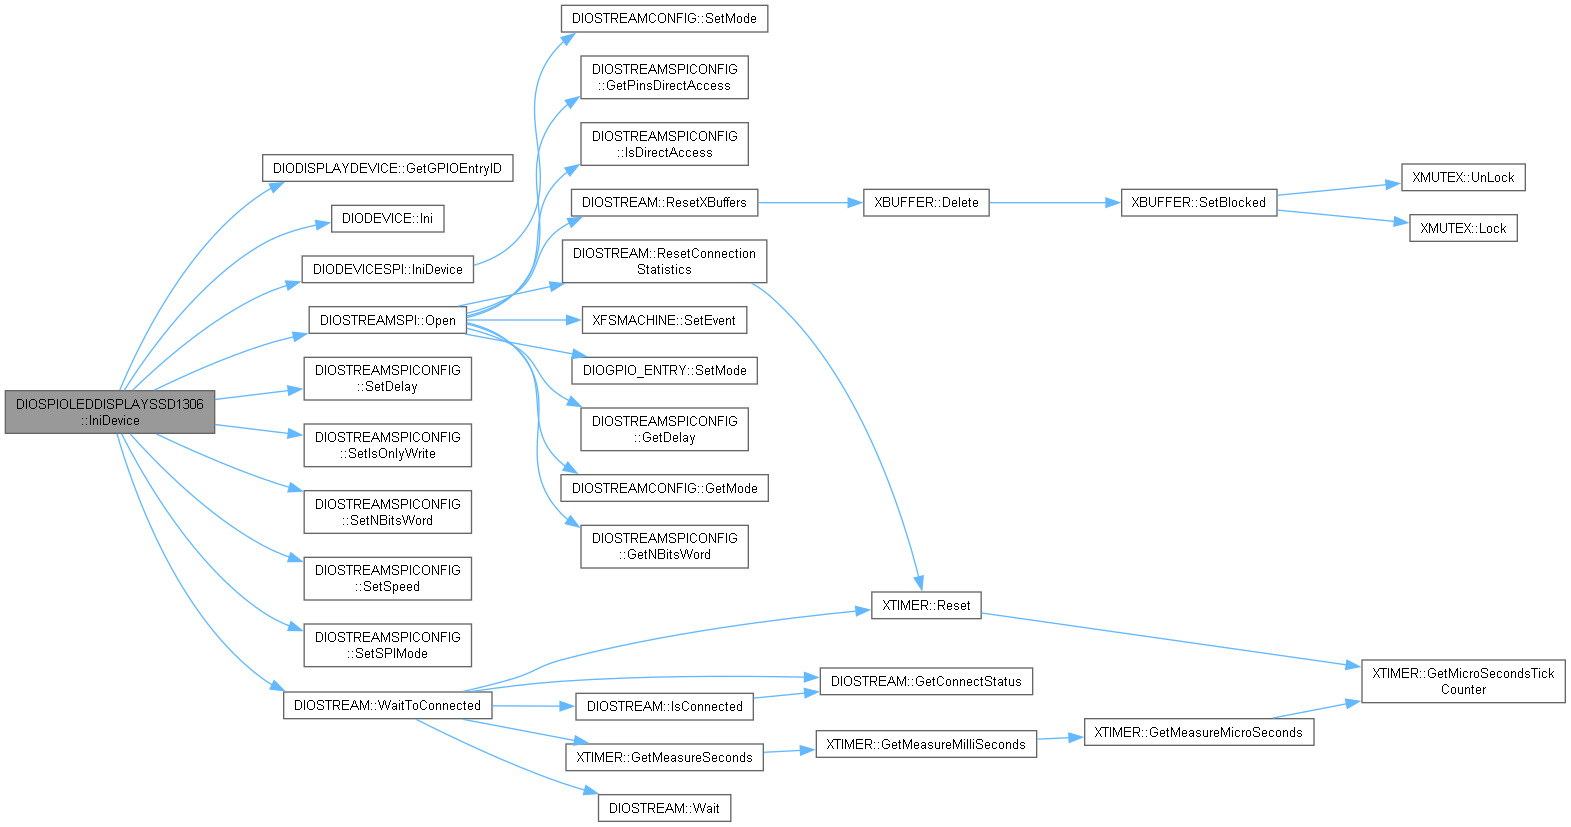 DIOSPIOLEDDISPLAYSSD1306
::IniDevice
DIODISPLAYDEVICE::GetGPIOEntryID
DIODEVICE::Ini
DIODEVICESPI::IniDevice
DIOSTREAMSPI::Open
DIOSTREAMSPICONFIG
::SetDelay
DIOSTREAMSPICONFIG
::SetIsOnlyWrite
DIOSTREAMSPICONFIG
::SetNBitsWord
DIOSTREAMSPICONFIG
::SetSpeed
DIOSTREAMSPICONFIG
::SetSPIMode
DIOSTREAM::WaitToConnected
DIOSTREAMCONFIG::SetMode
DIOSTREAMSPICONFIG
::GetPinsDirectAccess
DIOSTREAMSPICONFIG
::IsDirectAccess
DIOSTREAM::ResetXBuffers
DIOSTREAM::ResetConnection
Statistics
XFSMACHINE::SetEvent
DIOGPIO_ENTRY::SetMode
DIOSTREAMSPICONFIG
::GetDelay
DIOSTREAMCONFIG::GetMode
DIOSTREAMSPICONFIG
::GetNBitsWord
DIOSTREAM::IsConnected
XTIMER::GetMeasureSeconds
DIOSTREAM::Wait
XBUFFER::Delete
XTIMER::Reset
DIOSTREAM::GetConnectStatus
XTIMER::GetMeasureMilliSeconds
XBUFFER::SetBlocked
XTIMER::GetMeasureMicroSeconds
XMUTEX::UnLock
XMUTEX::Lock
XTIMER::GetMicroSecondsTick
Counter